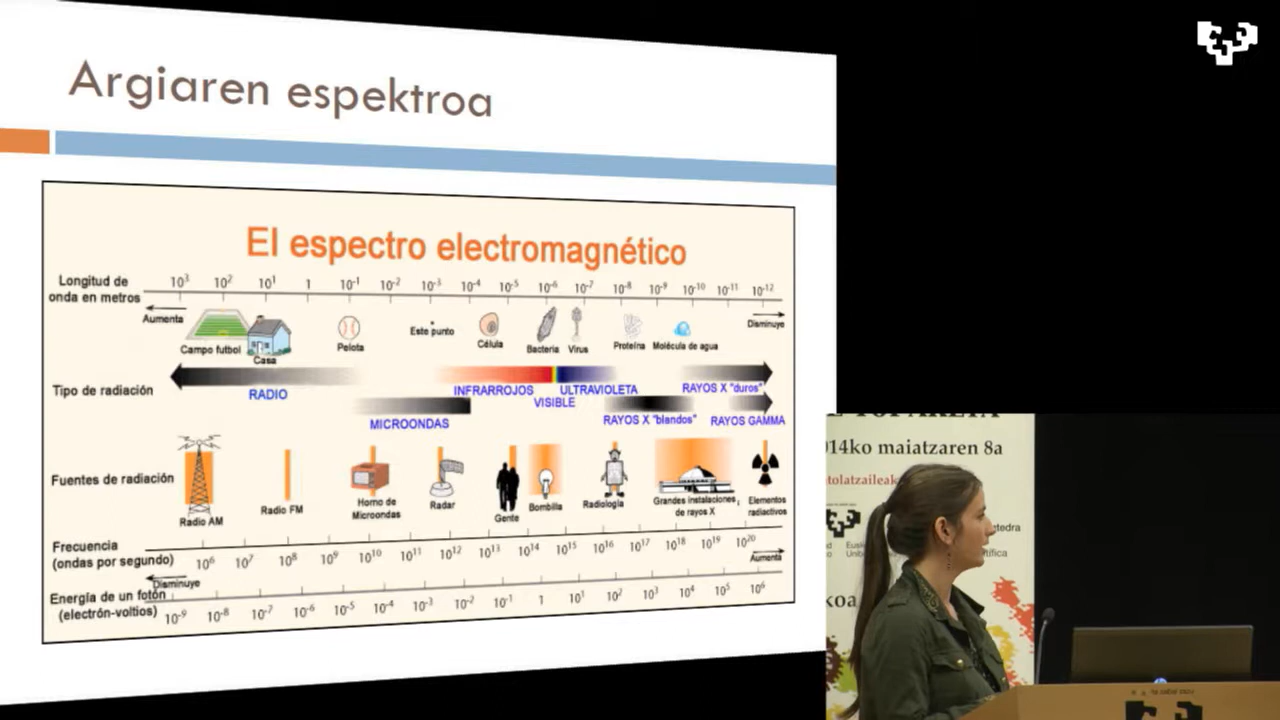 Argiaren espektroa
El espectro electromagnético
Longitud de
onda en metros
10³ 10² 10¹ 1 10⁻¹ 10⁻² 10⁻³ 10⁻⁴ 10⁻⁵ 10⁻⁶ 10⁻⁷ 10⁻⁸ 10⁻⁹ 10⁻¹⁰ 10⁻¹¹ 10⁻¹²
Aumenta
Disminuye
Campo futbol
Casa
Pelota
Este punto
Célula
Bacteria
Virus
Proteína
Molécula de agua
Tipo de radiación
RADIO
MICROONDAS
INFRARROJOS
VISIBLE
ULTRAVIOLETA
RAYOS X "blandos"
RAYOS X "duros"
RAYOS GAMMA
Fuentes de radiación
Radio AM
Radio FM
Horno de
Microondas
Radar
Gente
Bombilla
Radiología
Grandes instalaciones
de rayos X
Elementos
radiactivos
Frecuencia
(ondas por segundo)
10⁶ 10⁷ 10⁸ 10⁹ 10¹⁰ 10¹¹ 10¹² 10¹³ 10¹⁴ 10¹⁵ 10¹⁶ 10¹⁷ 10¹⁸ 10¹⁹ 10²⁰
Aumenta
Disminuye
Energía de un fotón
(electrón-voltios)
10⁻⁹ 10⁻⁸ 10⁻⁷ 10⁻⁶ 10⁻⁵ 10⁻⁴ 10⁻³ 10⁻² 10⁻¹ 1 10¹ 10² 10³ 10⁴ 10⁵ 10⁶
014ko maiatzaren 8a
tolatzaileak